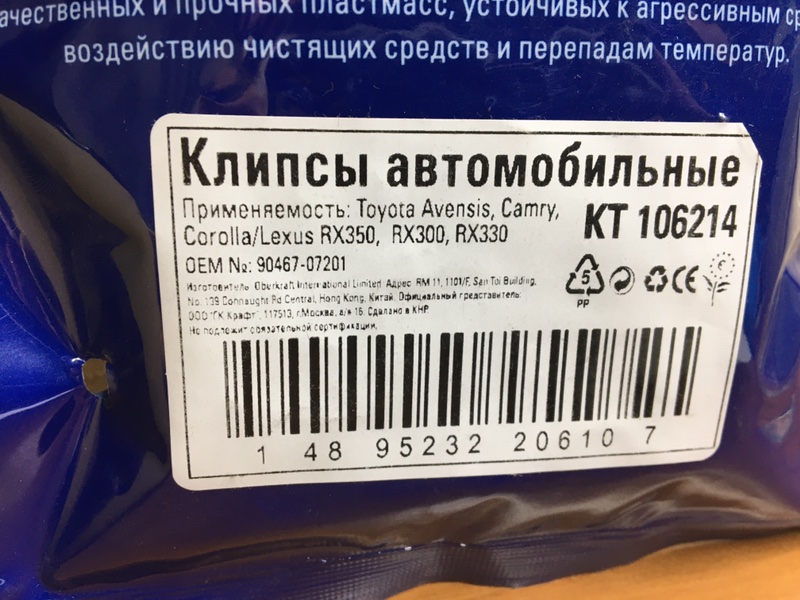 ачественных и прочных пластмасс, устойчивых к агрессивным ср
воздействию чистящих средств и перепадам температур.
Клипсы автомобильные
Применяемость: Toyota Avensis, Camry,
Corolla/Lexus RX350, RX300, RX330
KT 106214
OEM №: 90467-07201
Изготовитель: Oberkraft International Limited. Адрес: RM 11, 1101/F, San Toi Building,
No. 139 Connaught Rd Central, Hong Kong, Китай. Официальный представитель:
ООО "ГК Крафт", 117513, г.Москва, а/я 16. Сделано в КНР.
Не подлежит обязательной сертификации.
5
PP
CE
1 48 95232 20610 7